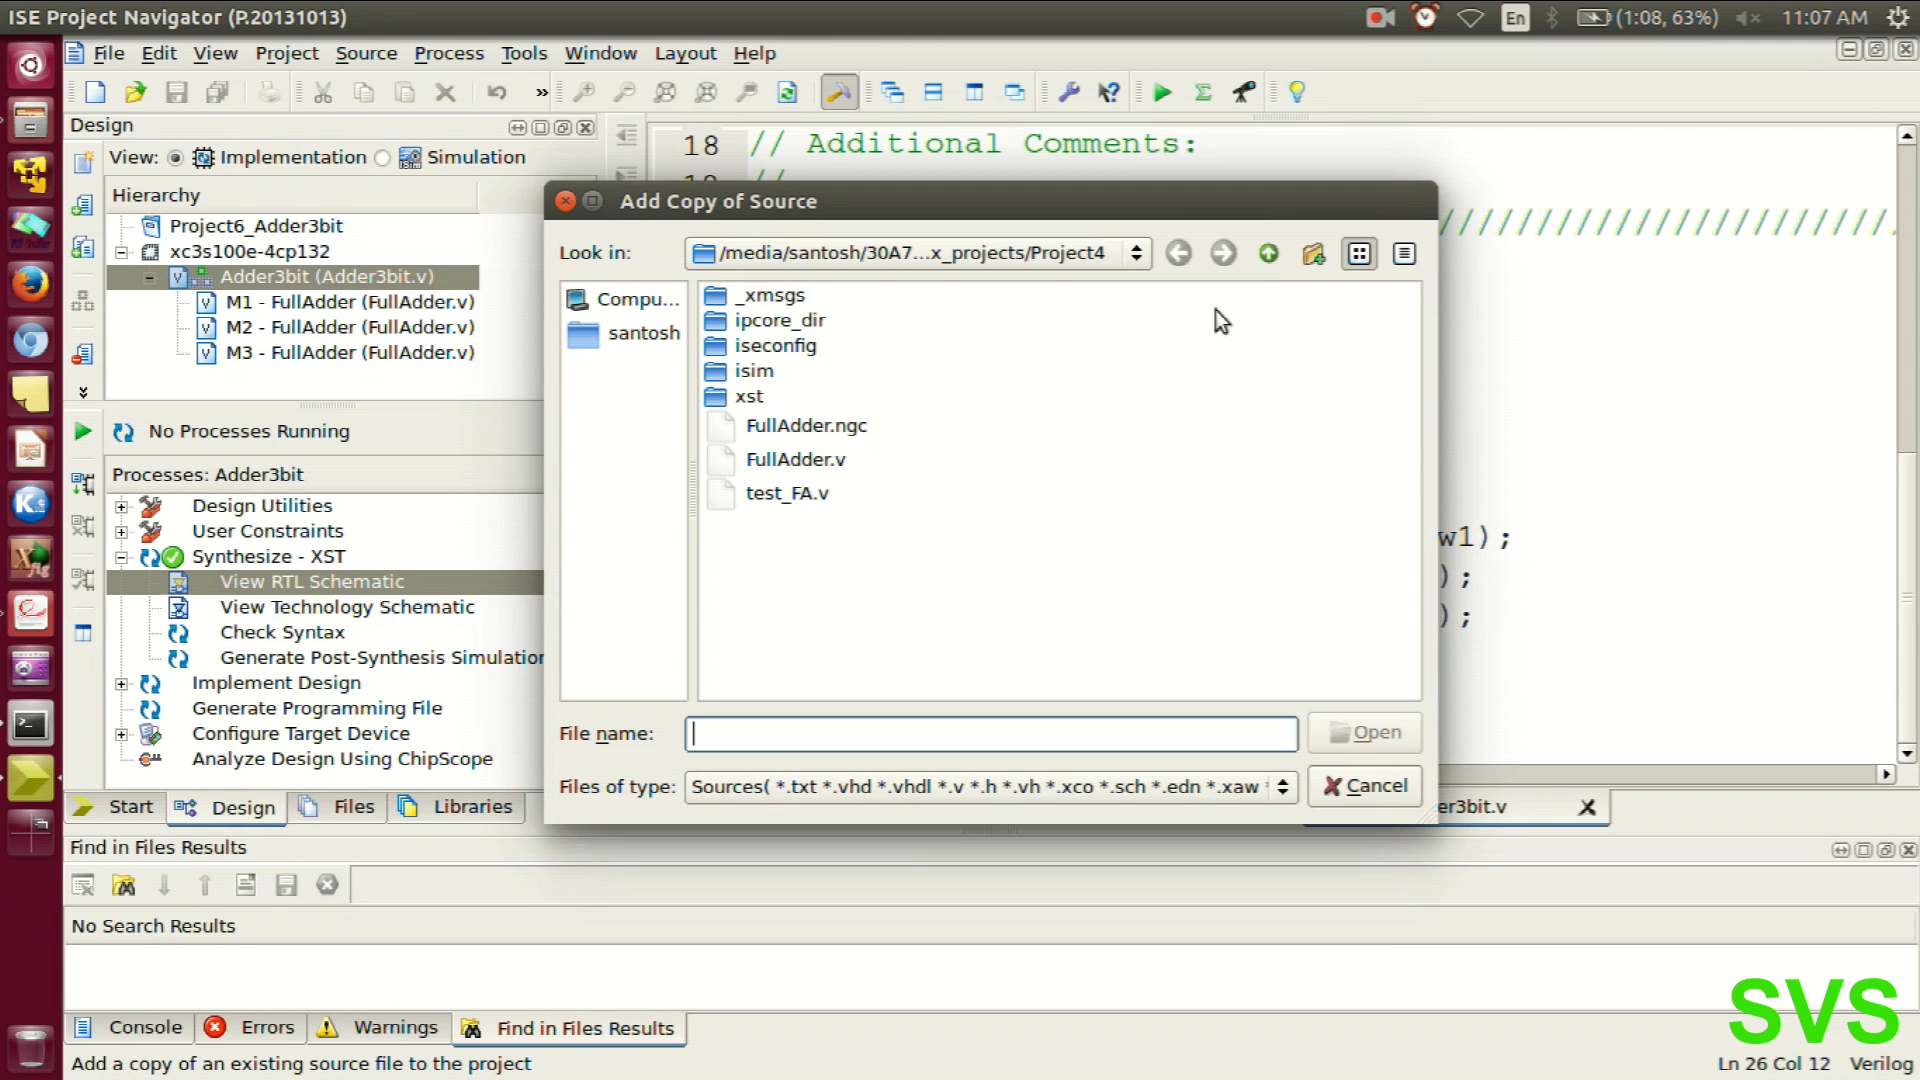 ISE Project Navigator (P.20131013)
En
(1:08, 63%)
11:07 AM
File Edit View Project Source Process Tools Window Layout Help
Design
View: Implementation Simulation
Hierarchy
Project6_Adder3bit
xc3s100e-4cp132
Adder3bit (Adder3bit.v)
M1 - FullAdder (FullAdder.v)
M2 - FullAdder (FullAdder.v)
M3 - FullAdder (FullAdder.v)
No Processes Running
Processes: Adder3bit
Design Utilities
User Constraints
Synthesize - XST
View RTL Schematic
View Technology Schematic
Check Syntax
Generate Post-Synthesis Simulation
Implement Design
Generate Programming File
Configure Target Device
Analyze Design Using ChipScope
Start Design Files Libraries
18 // Additional Comments:
//
///////////////////////
w1);
);
);
er3bit.v
Add Copy of Source
Look in: /media/santosh/30A7...x_projects/Project4
Compu...
santosh
_xmsgs
ipcore_dir
iseconfig
isim
xst
FullAdder.ngc
FullAdder.v
test_FA.v
File name: Open
Files of type: Sources( *.txt *.vhd *.vhdl *.v *.h *.vh *.xco *.sch *.edn *.xaw Cancel
Find in Files Results
No Search Results
Console Errors Warnings Find in Files Results
Add a copy of an existing source file to the project
Ln 26 Col 12 Verilog
SVS